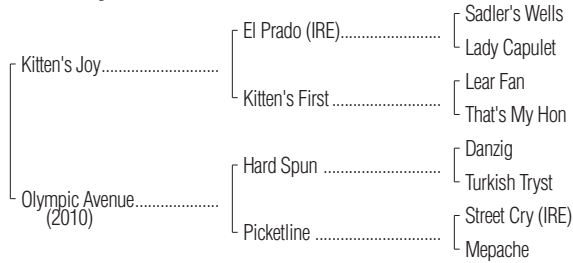 Sadler's Wells
El Prado (IRE)........................
Lady Capulet
Kitten's Joy............................
Lear Fan
Kitten's First ..........................
That's My Hon
Danzig
Hard Spun ............................
Turkish Tryst
Olympic Avenue....................
(2010)
Street Cry (IRE)
Picketline ..............................
Mepache